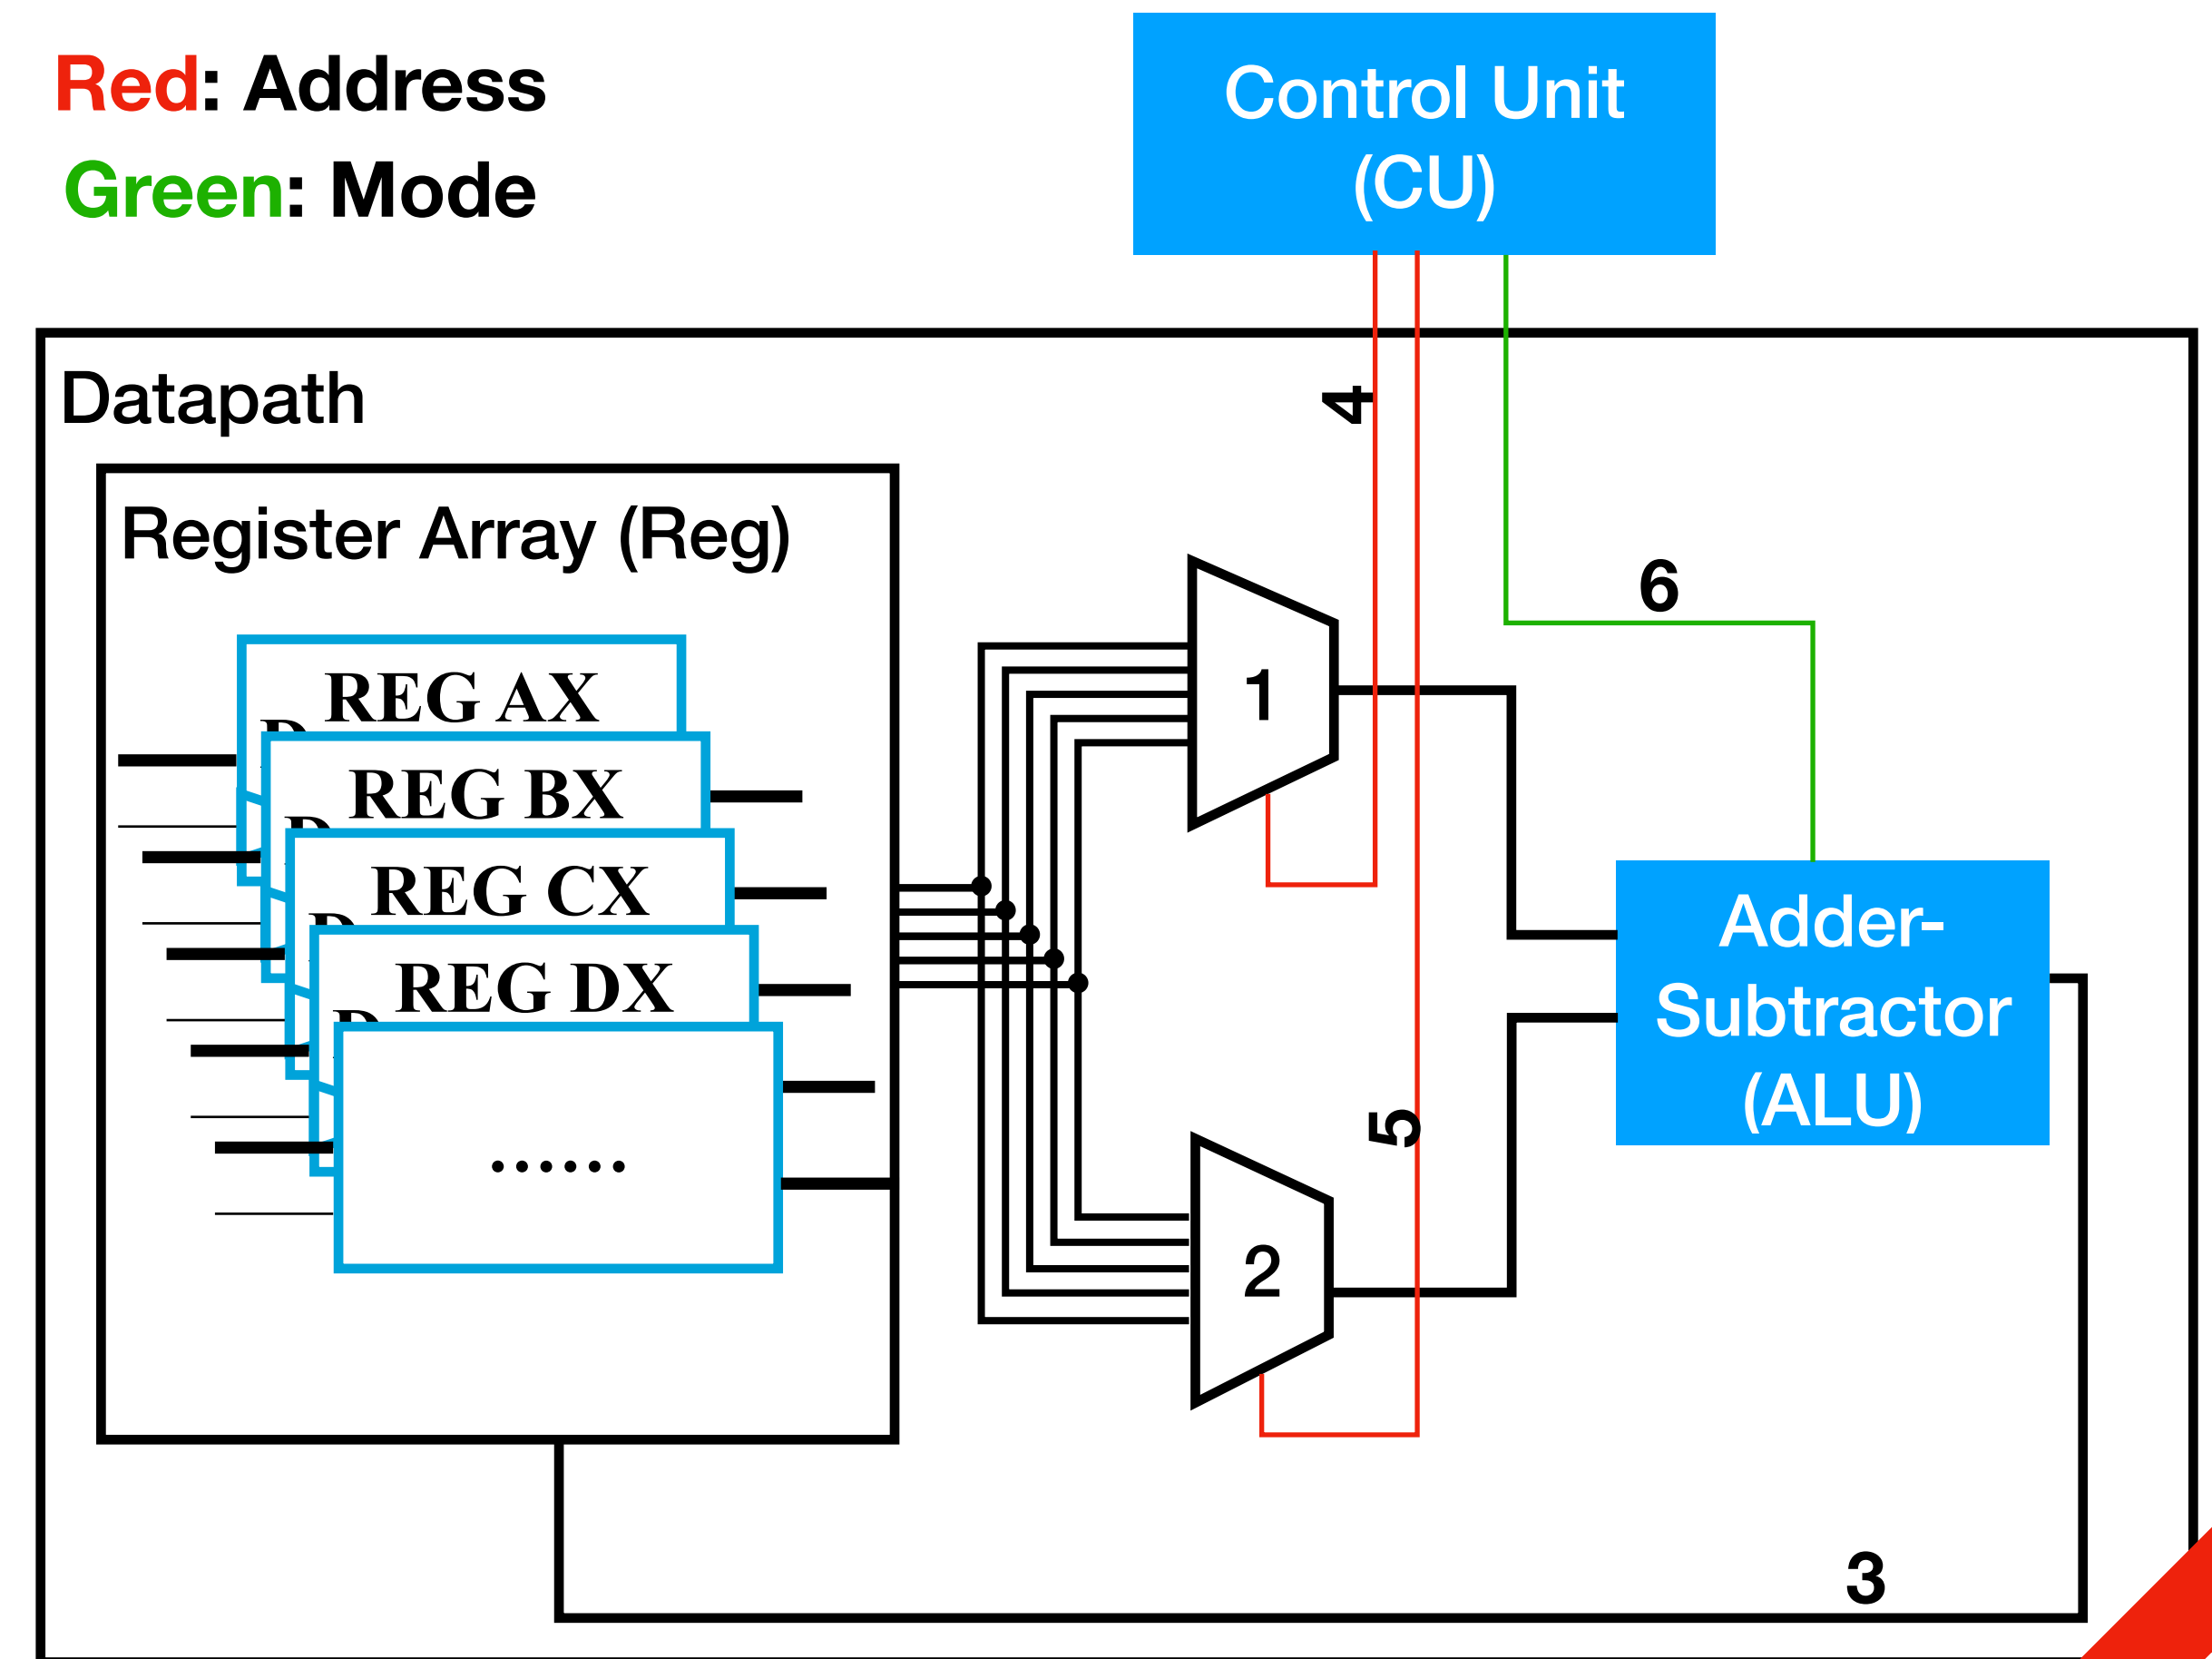 Red: Address
Green: Mode
Control Unit
(CU)
Datapath
Register Array (Reg)
REG AX
REG BX
REG CX
REG DX
.......
D
D
D
D
1
2
4
5
6
3
Adder-
Subtractor
(ALU)